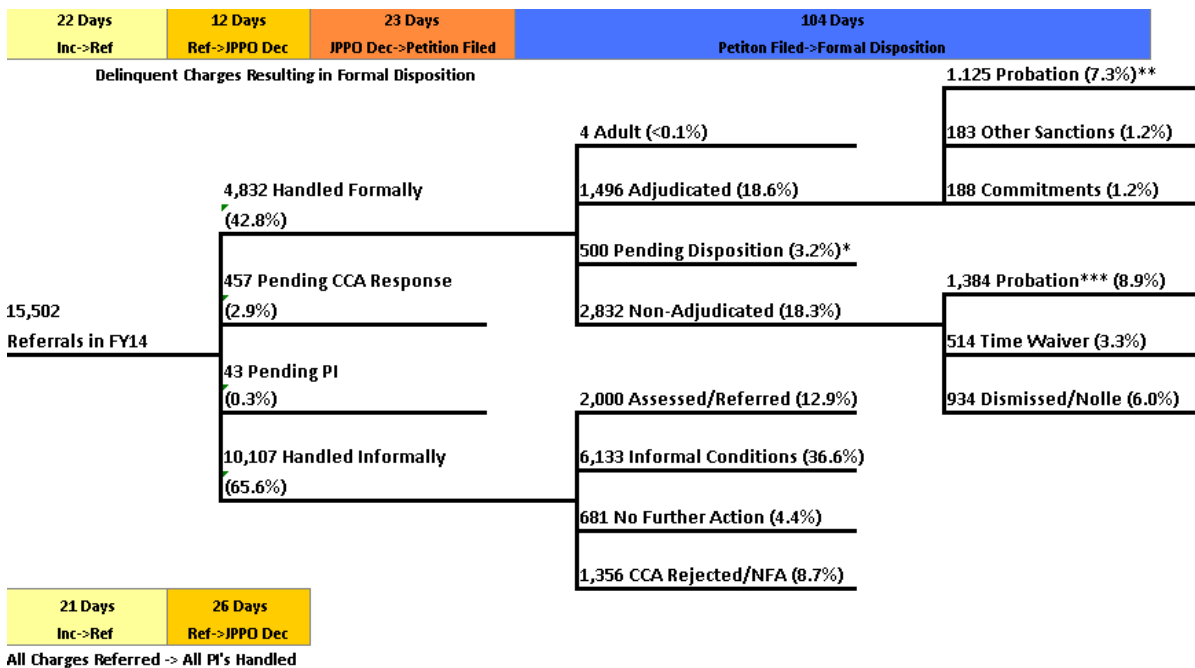 22 Days
Inc->Ref
12 Days
Ref->JPPO Dec
23 Days
JPPO Dec->Petition Filed
104 Days
Petiton Filed->Formal Disposition
Delinquent Charges Resulting in Formal Disposition
15,502
Referrals in FY14
4,832 Handled Formally
(42.8%)
457 Pending CCA Response
(2.9%)
43 Pending PI
(0.3%)
10,107 Handled Informally
(65.6%)
4 Adult (<0.1%)
1,496 Adjudicated (18.6%)
500 Pending Disposition (3.2%)*
2,832 Non-Adjudicated (18.3%)
2,000 Assessed/Referred (12.9%)
6,133 Informal Conditions (36.6%)
681 No Further Action (4.4%)
1,356 CCA Rejected/NFA (8.7%)
1.125 Probation (7.3%)**
183 Other Sanctions (1.2%)
188 Commitments (1.2%)
1,384 Probation*** (8.9%)
514 Time Waiver (3.3%)
934 Dismissed/Nolle (6.0%)
21 Days
Inc->Ref
26 Days
Ref->JPPO Dec
All Charges Referred -> All PI's Handled